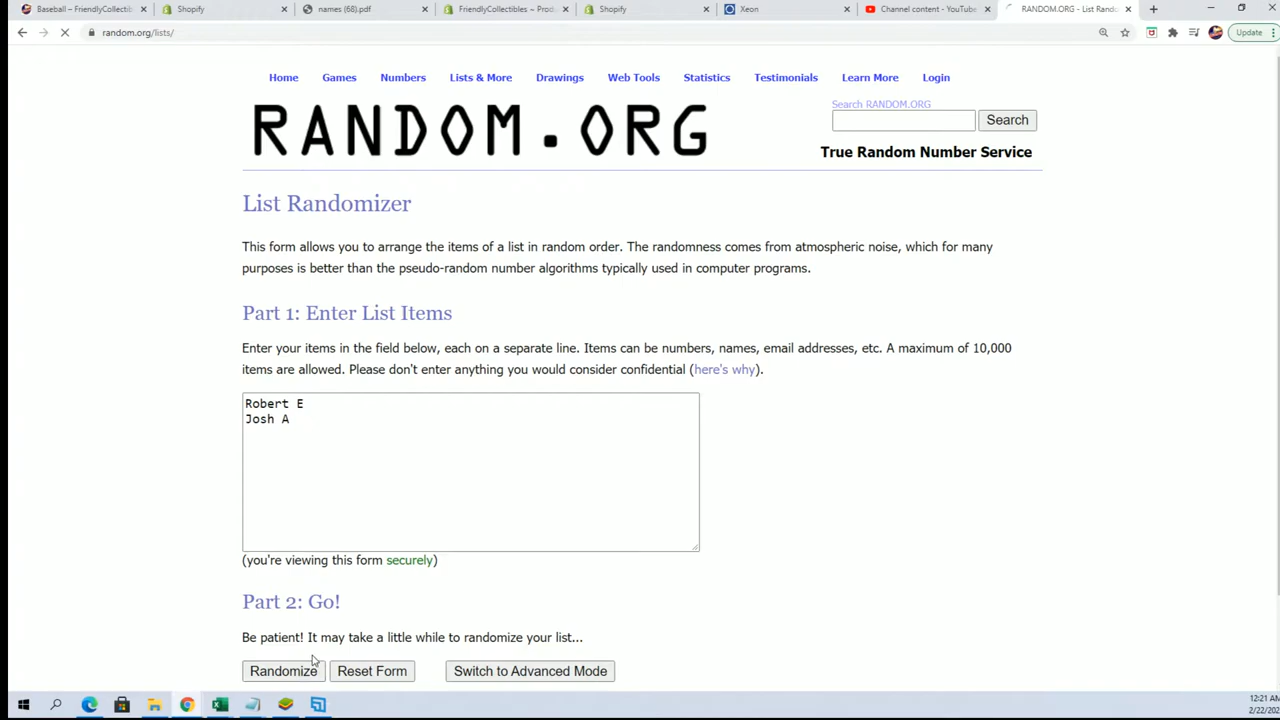 Baseball – FriendlyCollectib
Shopify
names (68).pdf
FriendlyCollectibles ~ Prod
Shopify
Xeon
Channel content - YouTube
RANDOM.ORG - List Rando
random.org/lists/
Update
Home Games Numbers Lists & More Drawings Web Tools Statistics Testimonials Learn More Login
RANDOM.ORG
Search RANDOM.ORG
Search
True Random Number Service
List Randomizer
This form allows you to arrange the items of a list in random order. The randomness comes from atmospheric noise, which for many
purposes is better than the pseudo-random number algorithms typically used in computer programs.
Part 1: Enter List Items
Enter your items in the field below, each on a separate line. Items can be numbers, names, email addresses, etc. A maximum of 10,000
items are allowed. Please don't enter anything you would consider confidential (here's why).
Robert E
Josh A
(you're viewing this form securely)
Part 2: Go!
Be patient! It may take a little while to randomize your list...
Randomize Reset Form Switch to Advanced Mode
12:21 AM
2/22/202